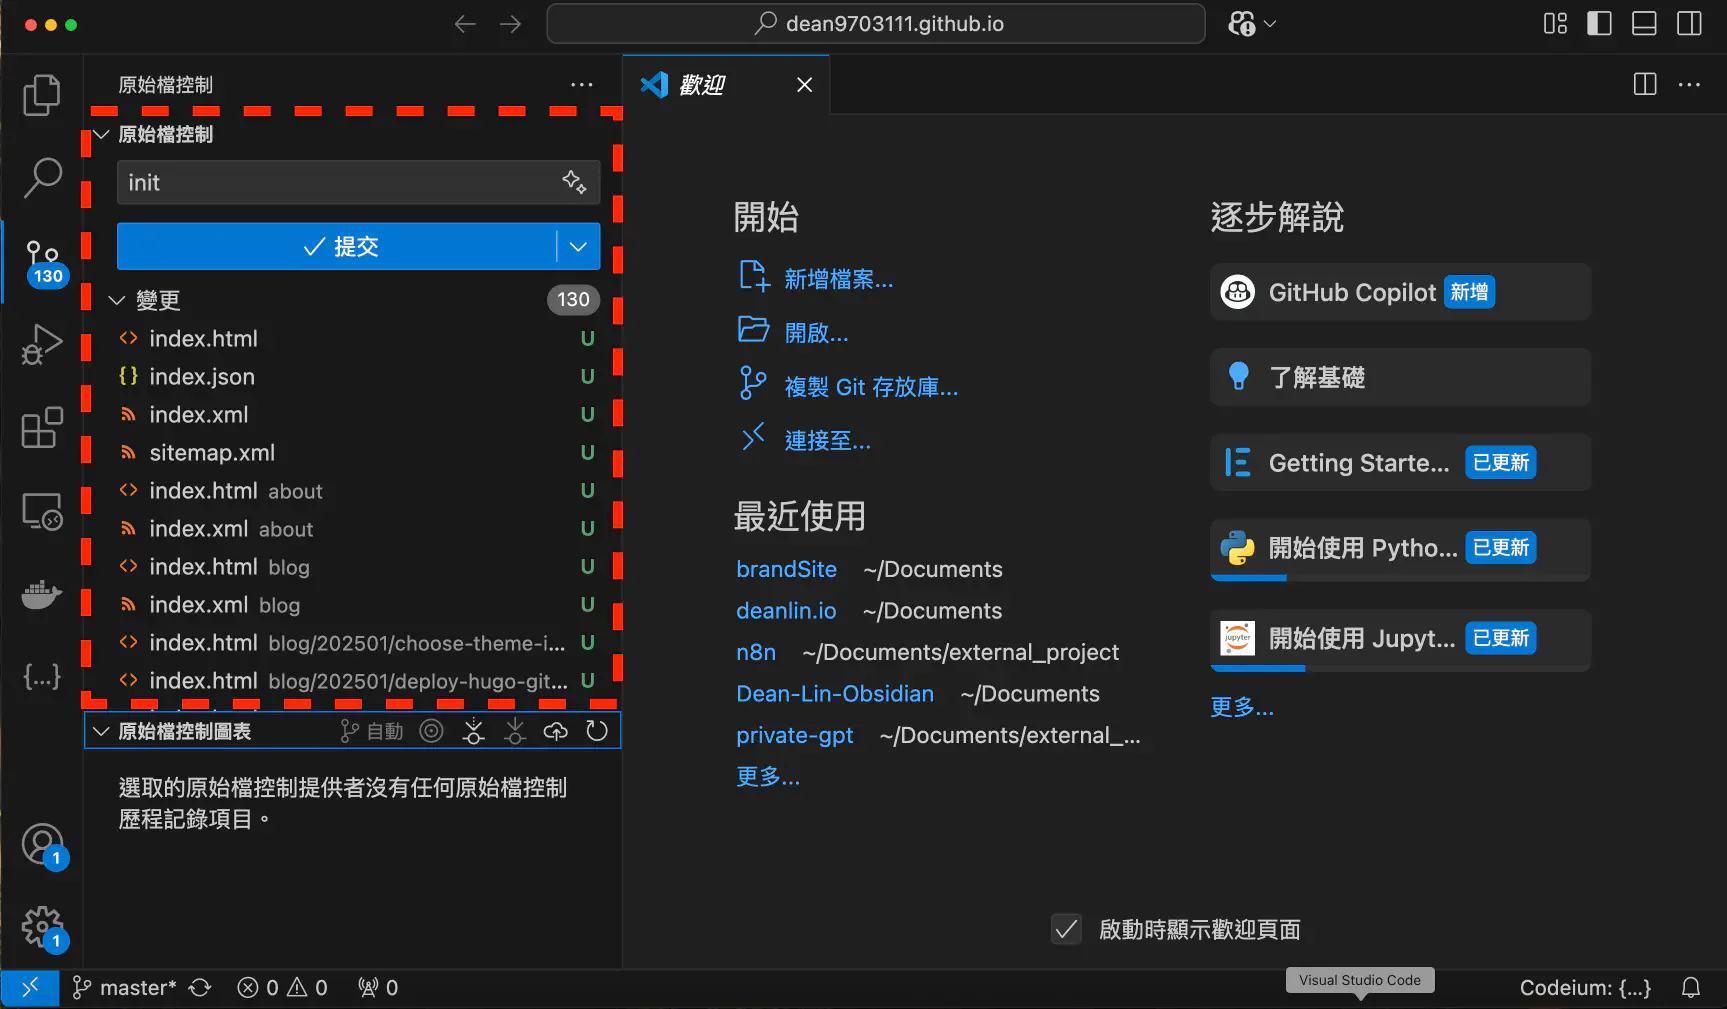 dean9703111.github.io
原始檔控制
歡迎
原始檔控制
init
提交
變更
130
130
index.html
U
index.json
U
index.xml
U
sitemap.xml
U
index.html about
U
index.xml about
U
index.html blog
U
index.xml blog
U
index.html blog/202501/choose-theme-i...
U
index.html blog/202501/deploy-hugo-git...
U
原始檔控制圖表
自動
選取的原始檔控制提供者沒有任何原始檔控制
歷程記錄項目。
1
1
開始
新增檔案...
開啟...
複製 Git 存放庫...
連接至...
最近使用
brandSite ~/Documents
deanlin.io ~/Documents
n8n ~/Documents/external_project
Dean-Lin-Obsidian ~/Documents
private-gpt ~/Documents/external_...
更多...
逐步解說
GitHub Copilot 新增
了解基礎
Getting Starte... 已更新
開始使用 Pytho... 已更新
jupyter
開始使用 Jupyt... 已更新
更多...
啟動時顯示歡迎頁面
master* 0 0 0
Visual Studio Code
Codeium: {...}